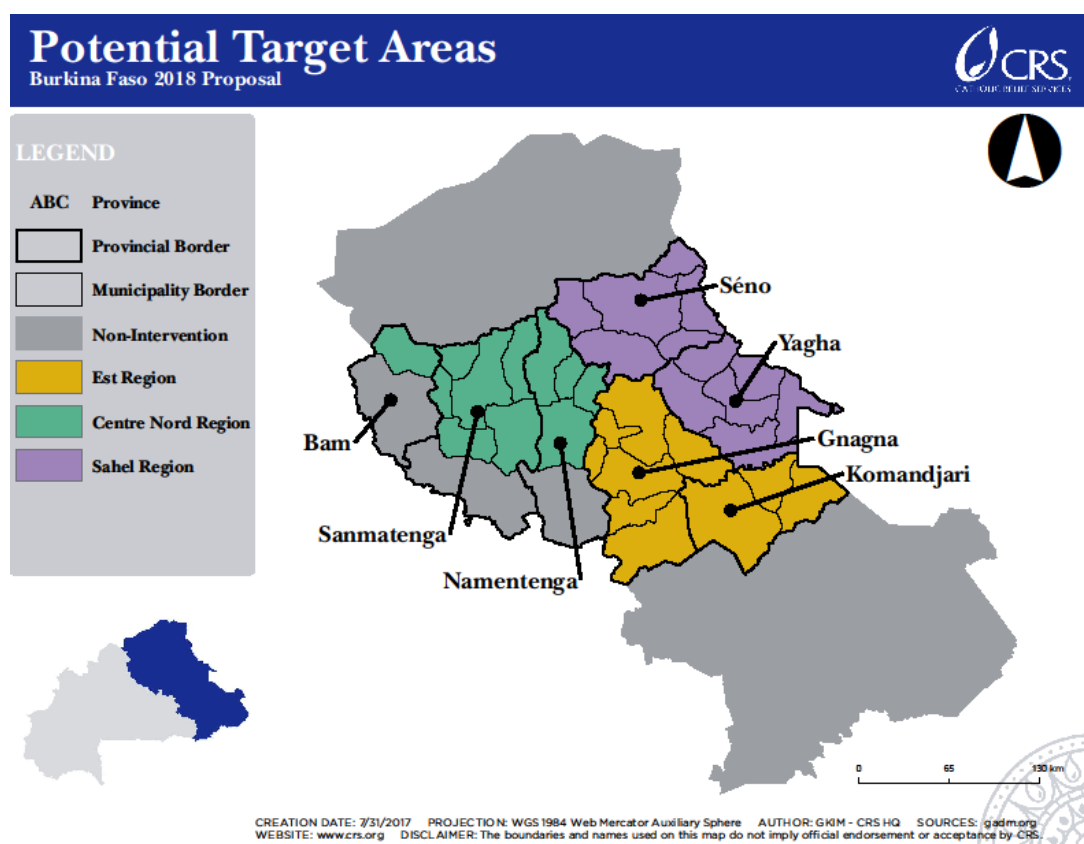 Potential Target Areas
Burkina Faso 2018 Proposal
CRS
CATHOLIC RELIEF SERVICES
LEGEND
ABC Province
Provincial Border
Municipality Border
Non-Intervention
Est Region
Centre Nord Region
Sahel Region
Séno
Yagha
Gnagna
Komandjari
Bam
Sanmatenga
Namentenga
0 65 130 km
CREATION DATE: 7/31/2017 PROJECTION: WGS 1984 Web Mercator Auxiliary Sphere AUTHOR: GKIM - CRS HQ SOURCES: gadm.org
WEBSITE: www.crs.org DISCLAIMER: The boundaries and names used on this map do not imply official endorsement or acceptance by CRS.